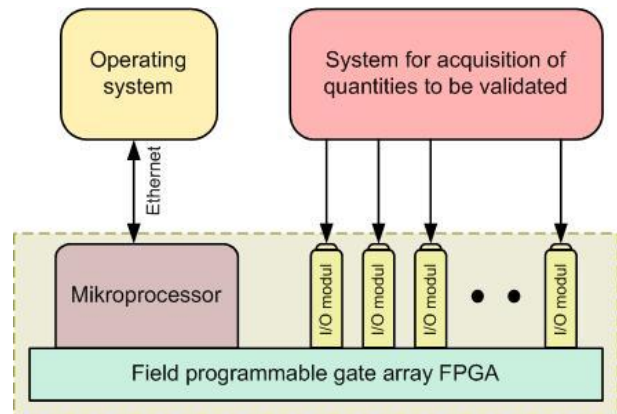 Operating
system
System for acquisition of
quantities to be validated
Ethernet
Mikroprocessor
I/O modul
I/O modul
I/O modul
I/O modul
Field programmable gate array FPGA